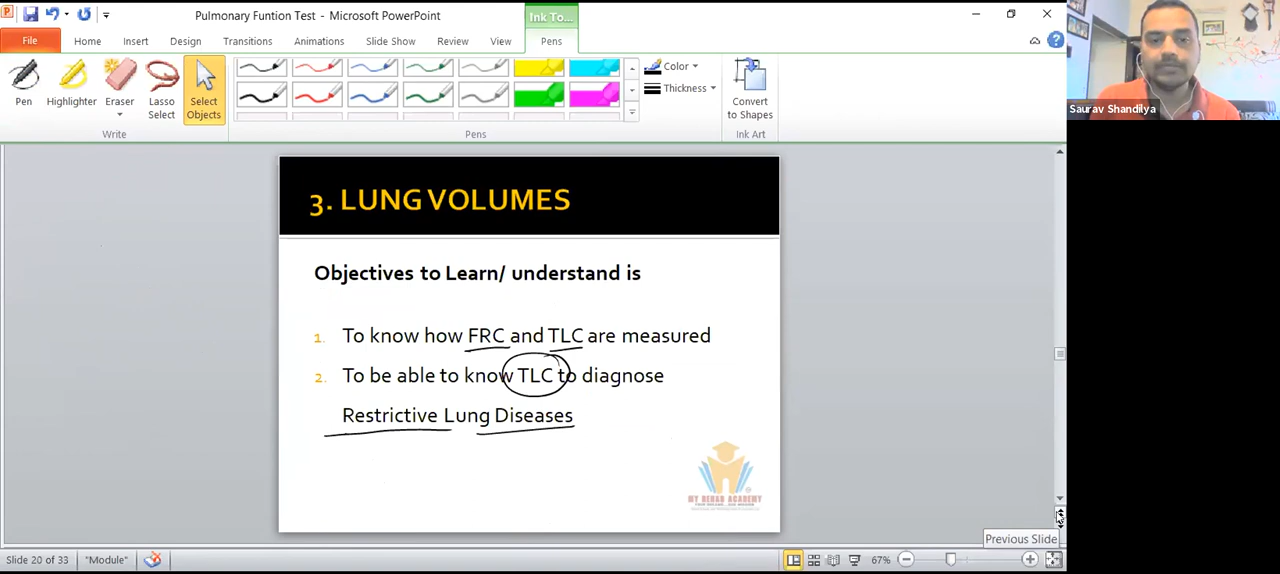 Pulmonary Funtion Test - Microsoft PowerPoint
Ink To...
File Home Insert Design Transitions Animations Slide Show Review View Pens
Pen Highlighter Eraser Lasso Select Select Objects
Color
Thickness
Convert to Shapes
Write Pens Ink Art
Saurav Shandilya
3. LUNG VOLUMES
Objectives to Learn/ understand is
1. To know how FRC and TLC are measured
2. To be able to know TLC to diagnose
Restrictive Lung Diseases
MY REHAB ACADEMY
Previous Slide
Slide 20 of 33 "Module" 67%